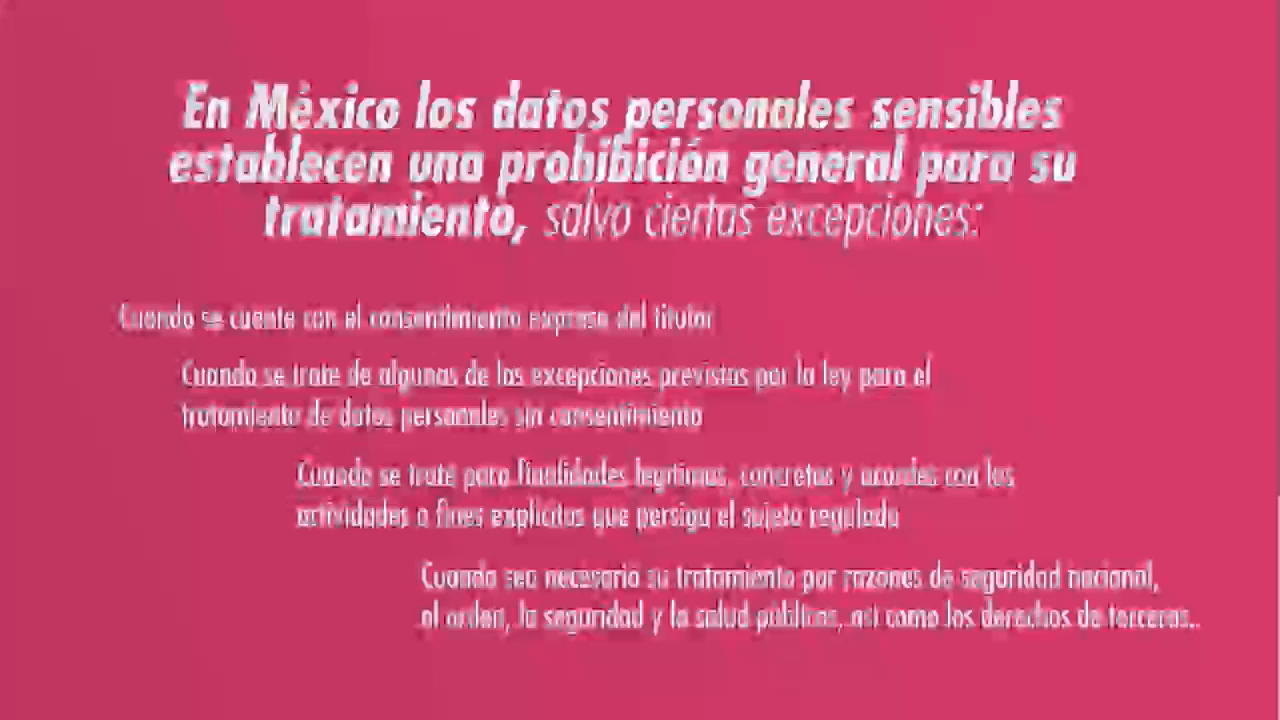 En México los datos personales sensibles
establecen una prohibición general para su
tratamiento, salvo ciertas excepciones:
Cuando se cuente con el consentimiento expreso del titular
Cuando se trate de algunas de las excepciones previstas por la ley para el
tratamiento de datos personales sin consentimiento
Cuando se trate para finalidades legítimas, concretas y acordes con las
actividades o fines explícitos que persiga el sujeto regulado
Cuando sea necesario su tratamiento por razones de seguridad nacional,
el orden, la seguridad y la salud públicos, así como los derechos de terceros..